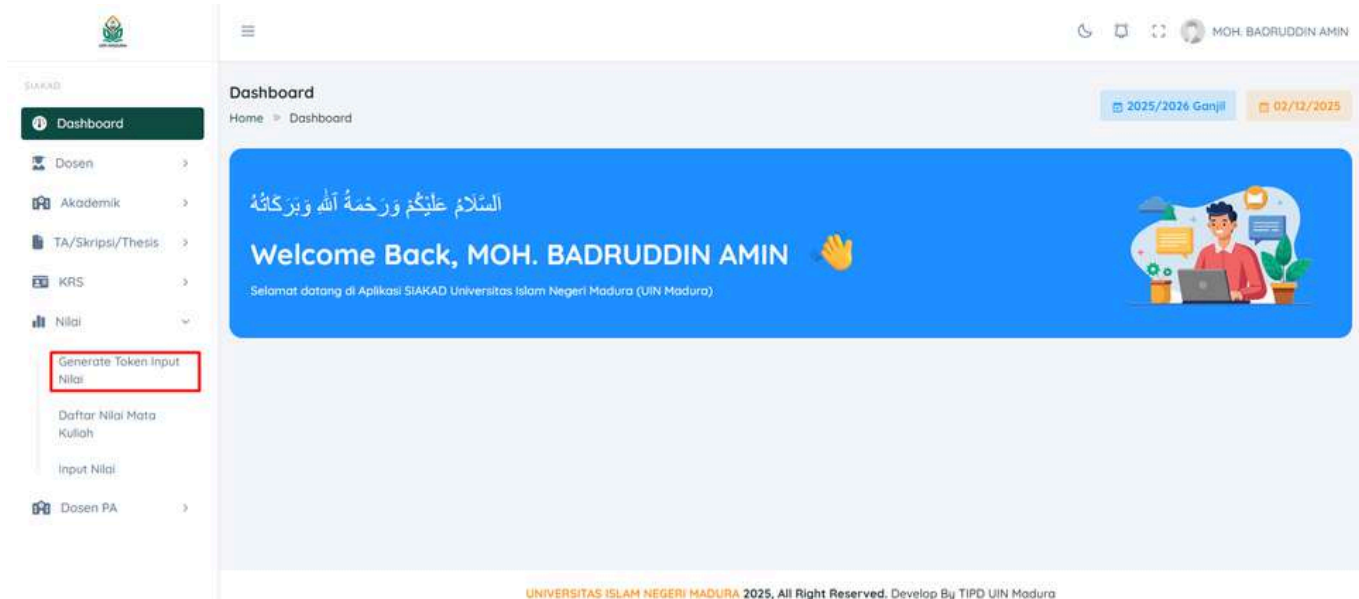 MOH. BADRUDDIN AMIN
SIAKAD
Dashboard
Dosen
Akademik
TA/Skripsi/Thesis
KRS
Nilai
Generate Token Input
Nilai
Daftar Nilai Mata
Kuliah
Input Nilai
Dosen PA
Dashboard
Home » Dashboard
2025/2026 Ganjil
02/12/2025
اَلسَّلَامُ عَلَيْكُمْ وَرَحْمَةُ ٱللهِ وَبَرَكَاتُهُ
Welcome Back, MOH. BADRUDDIN AMIN
Selamat datang di Aplikasi SIAKAD Universitas Islam Negeri Madura (UIN Madura)
UNIVERSITAS ISLAM NEGERI MADURA 2025, All Right Reserved. Develop By TIPD UIN Madura